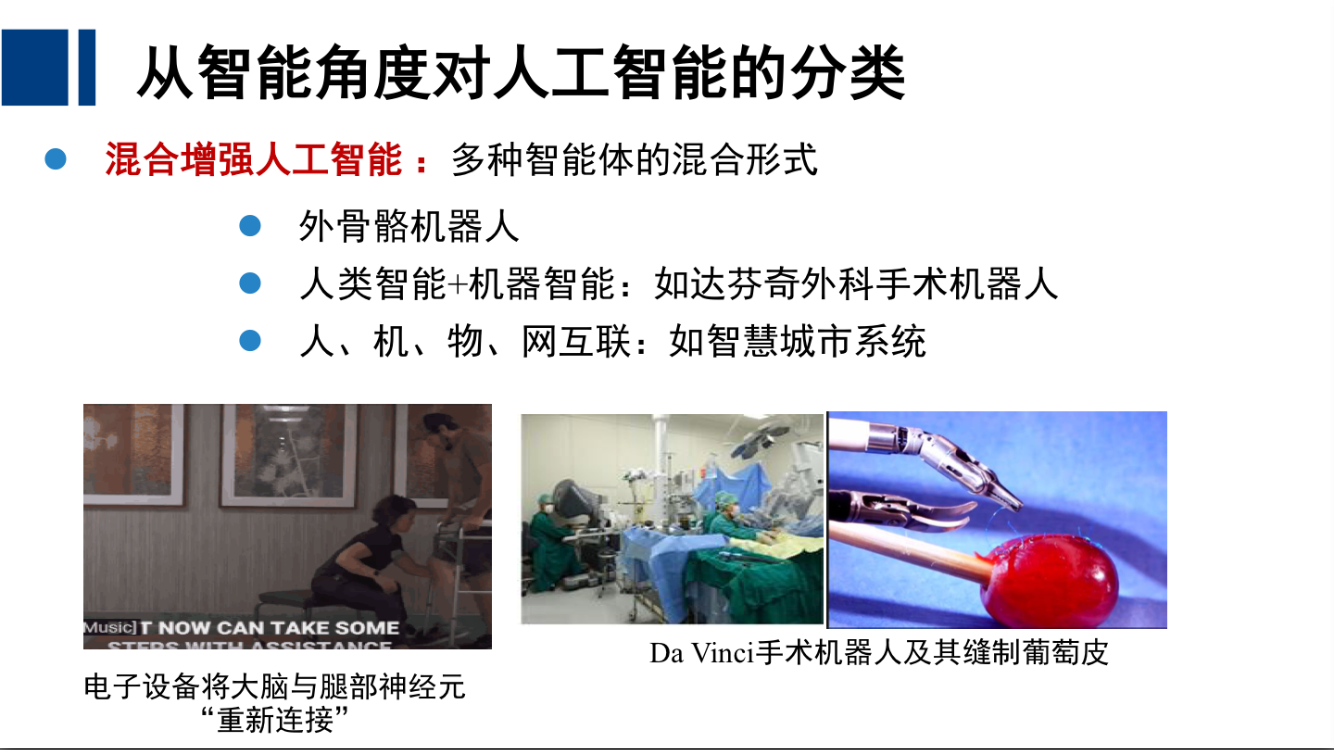 从智能角度对人工智能的分类
混合增强人工智能：多种智能体的混合形式
外骨骼机器人
人类智能+机器智能：如达芬奇外科手术机器人
人、机、物、网互联：如智慧城市系统
Music]T NOW CAN TAKE SOME
STEPS WITH ASSISTANCE
电子设备将大脑与腿部神经元
“重新连接”
Da Vinci手术机器人及其缝制葡萄皮